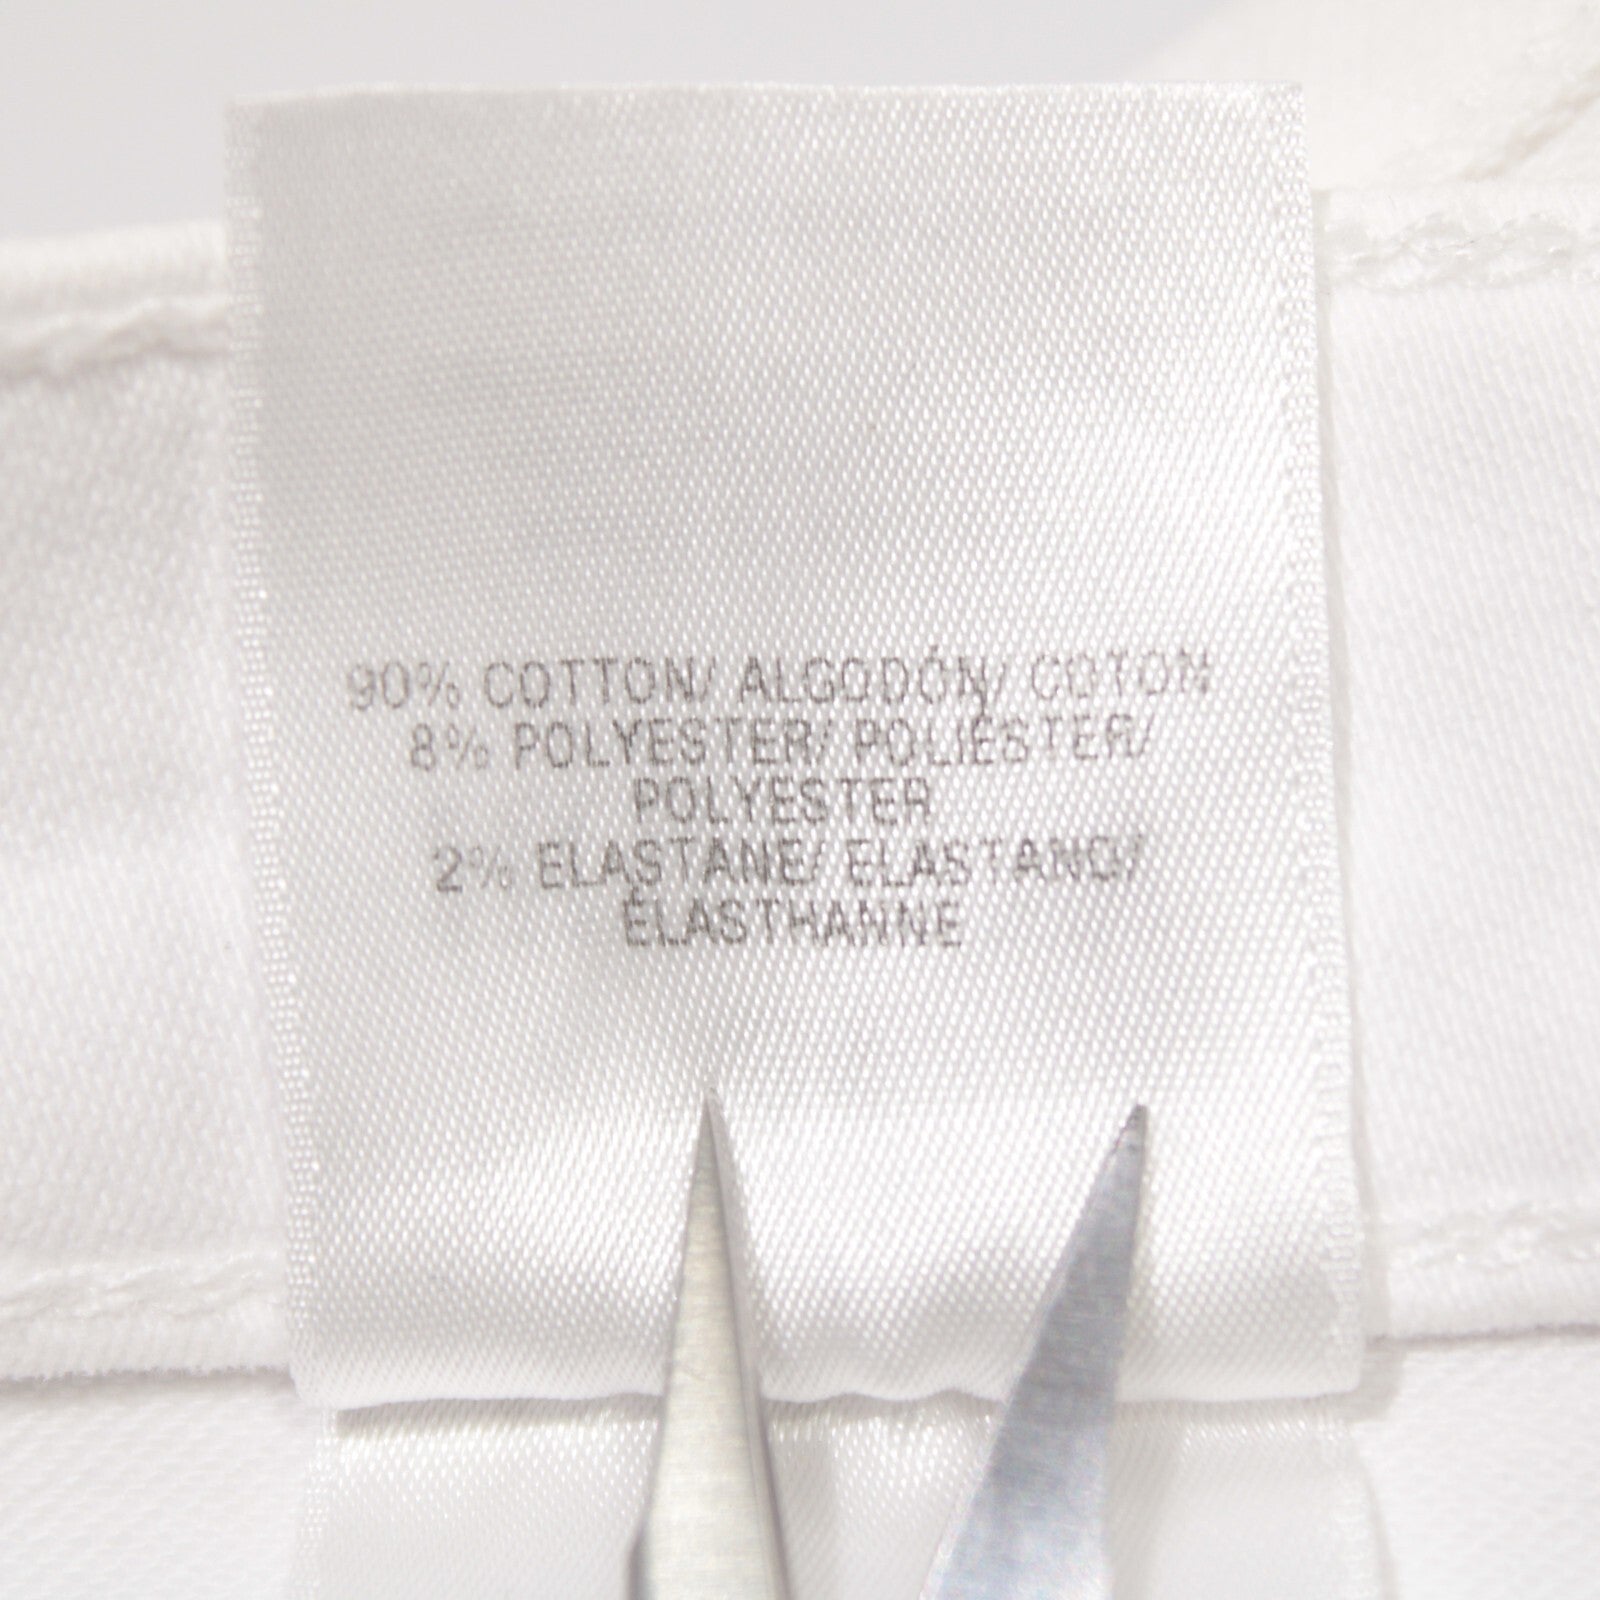 90% COTTON/ ALGODÓN/ COTON
8% POLYESTER/ POLIÉSTER/
POLYESTER
2% ELASTANE/ ELASTANO/
ÉLASTHANNE